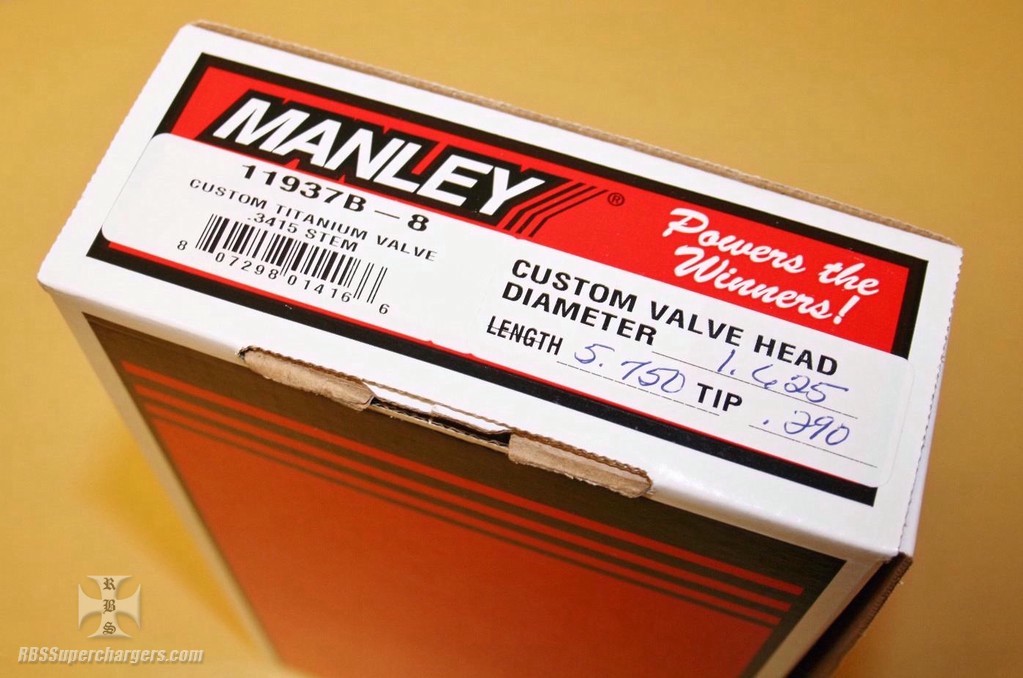 MANLEY®
Powers the
Winners!
11937B-8
CUSTOM TITANIUM VALVE
.3415 STEM
8 07298 01416 6
CUSTOM VALVE HEAD
DIAMETER 1.625
LENGTH 5.750 TIP .290
RBS
RBSSuperchargers.com